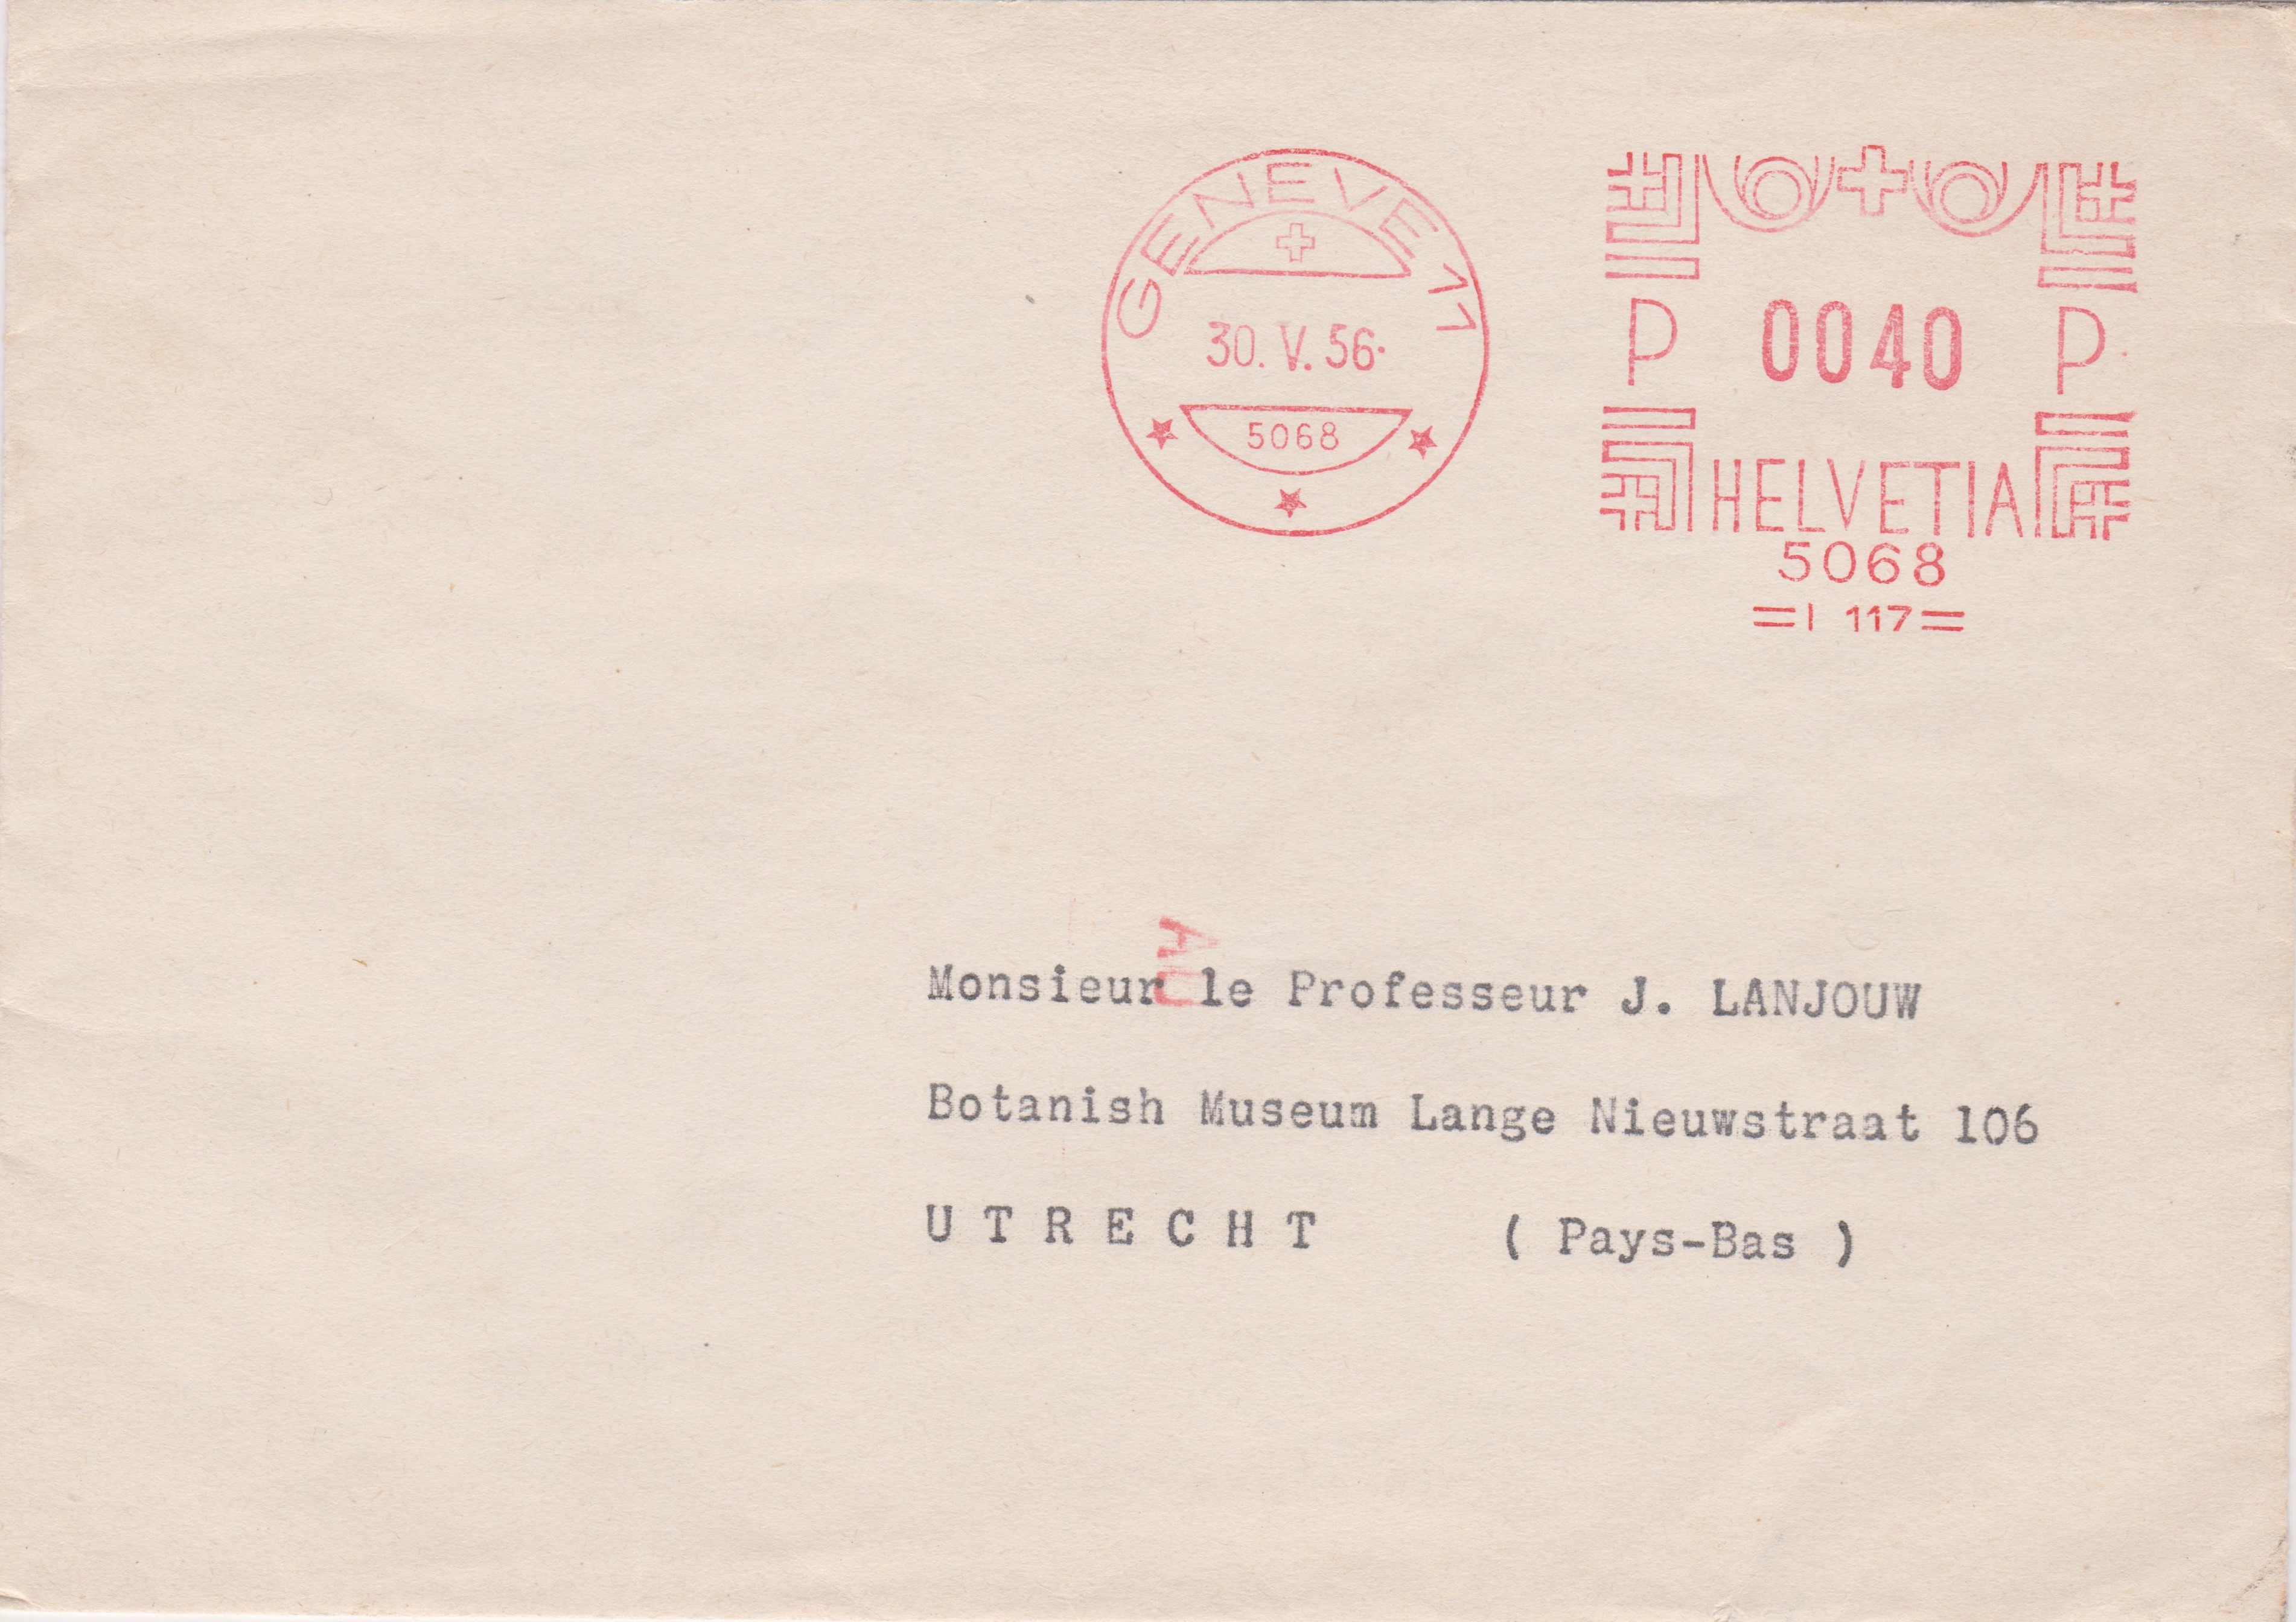 GENEVE 11
30. V. 56.
5068
P 0040 P
HELVETIA
5068
=I 117=
Monsieur le Professeur J. LANJOUW
Botanish Museum Lange Nieuwstraat 106
UTRECHT ( Pays-Bas )